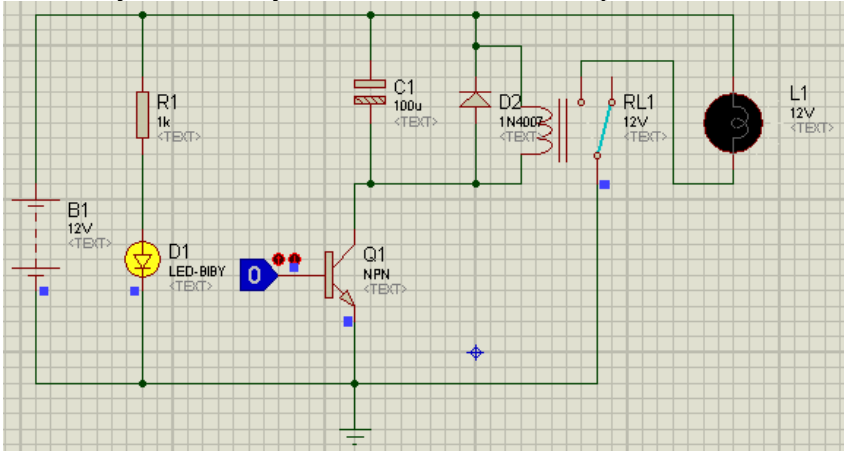 R1
1k
<TEXT>
C1
100u
<TEXT>
D2
1N4007
<TEXT>
RL1
12V
<TEXT>
L1
12V
<TEXT>
B1
12V
<TEXT>
D1
LED-BIBY
<TEXT>
0
Q1
NPN
<TEXT>